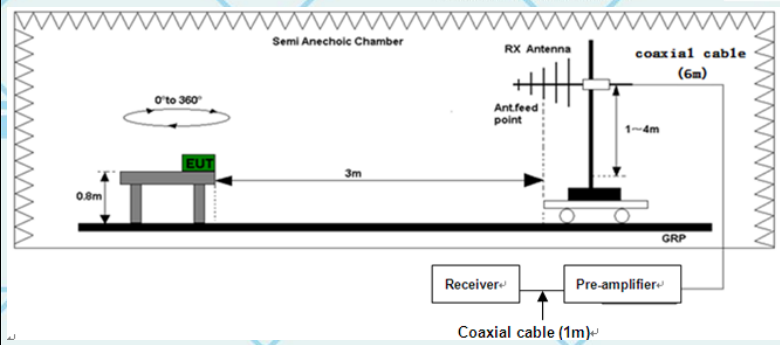 Semi Anechoic Chamber
RX Antenna
coaxial cable
(6m)
0°to 360°
Ant.feed
point
1~4m
EUT
3m
0.8m
GRP
Receiver
Pre-amplifier
Coaxial cable (1m)